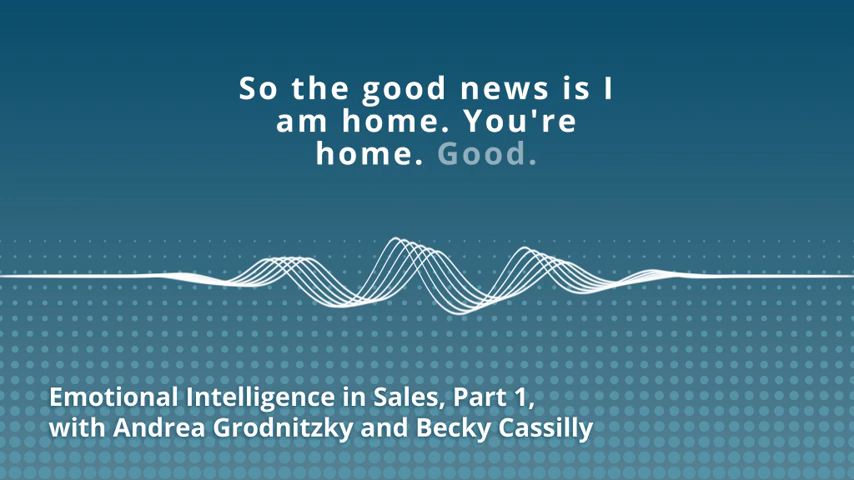 So the good news is I
am home. You're
home. Good.
Emotional Intelligence in Sales, Part 1,
with Andrea Grodnitzky and Becky Cassilly